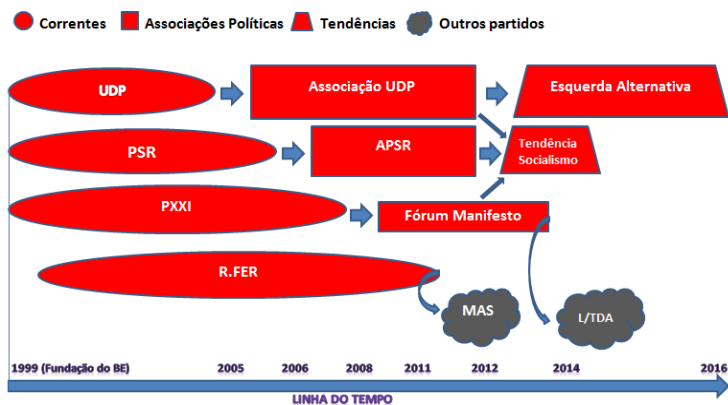 Correntes Associações Políticas Tendências Outros partidos
UDP Associação UDP Esquerda Alternativa
PSR APSR Tendência
Socialismo
PXXI Fórum Manifesto
R.FER
MAS L/TDA
1999 (Fundação do BE) 2005 2006 2008 2011 2012 2014 2016
LINHA DO TEMPO